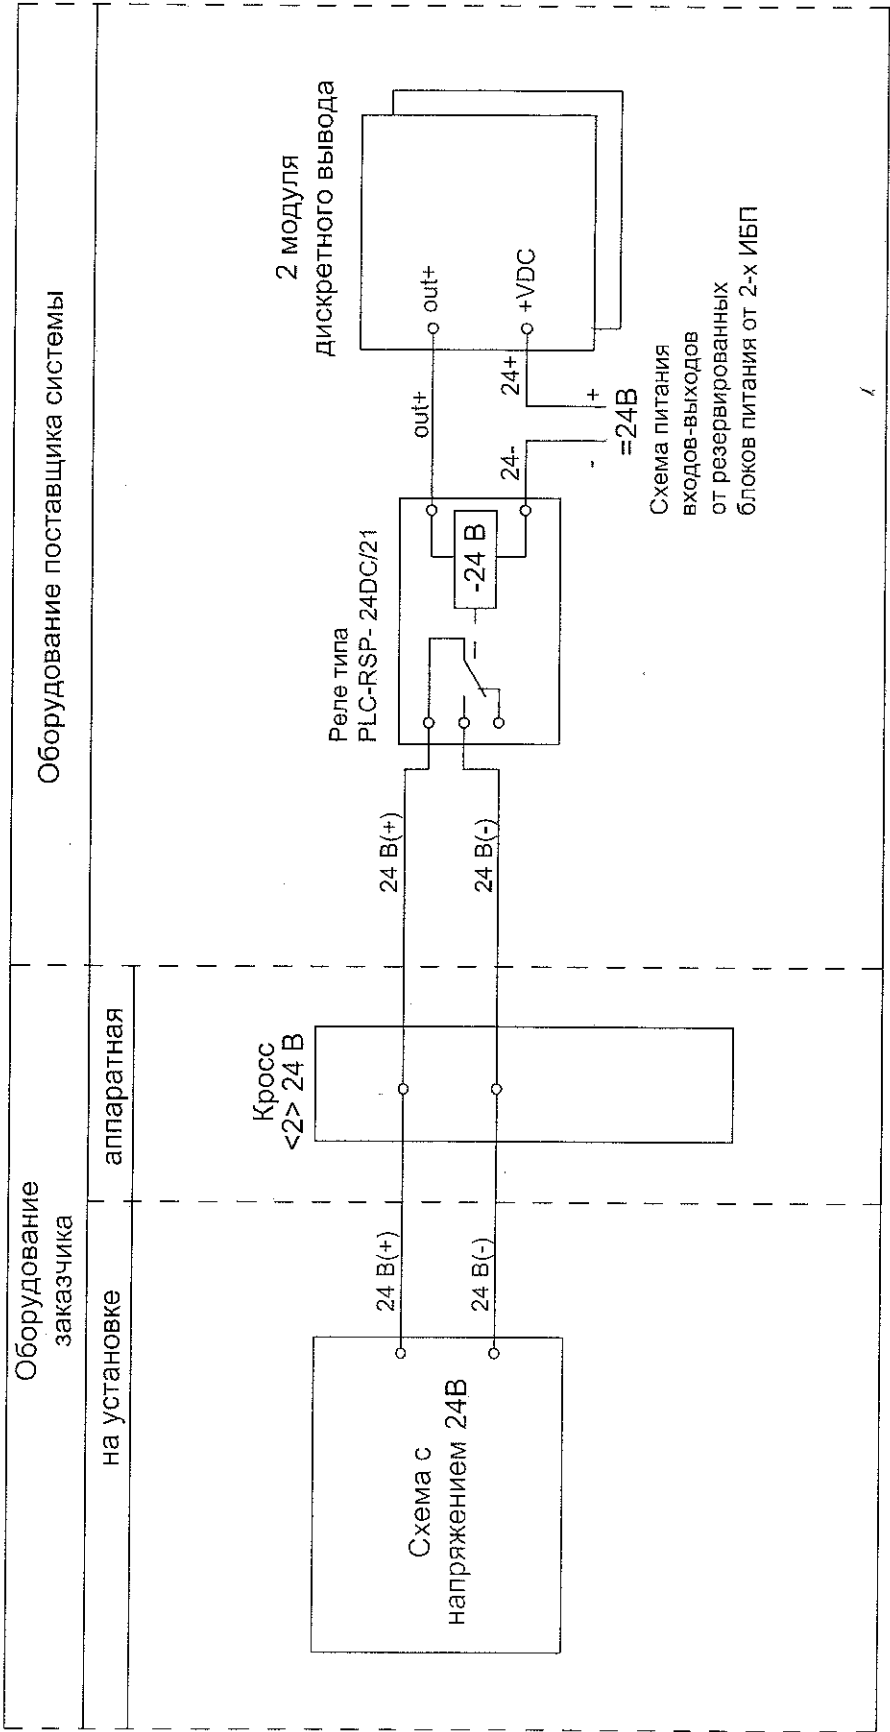 Оборудование
заказчика
Оборудование поставщика системы
на установке
аппаратная
Схема с
напряжением 24В
24 В(+)
24 В(-)
Кросс
<2> 24 В
24 В(+)
24 В(-)
Реле типа
PLC-RSP- 24DC/21
-24 В
out+
24-
24+
-
+
=24В
2 модуля
дискретного вывода
out+
+VDC
Схема питания
входов-выходов
от резервированных
блоков питания от 2-х ИБП